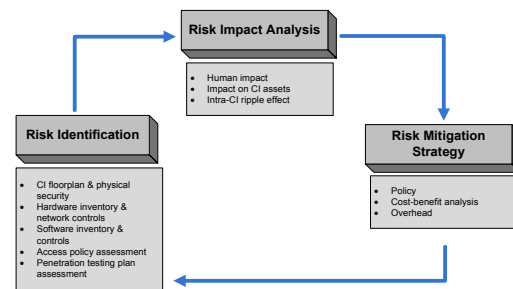 Risk Impact Analysis
• Human impact
• Impact on CI assets
• Intra-CI ripple effect
Risk Identification
• CI floorplan & physical
security
• Hardware inventory &
network controls
• Software inventory &
controls
• Access policy assessment
• Penetration testing plan
assessment
Risk Mitigation
Strategy
• Policy
• Cost-benefit analysis
• Overhead